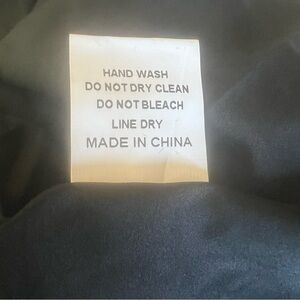 HAND WASH
DO NOT DRY CLEAN
DO NOT BLEACH
LINE DRY
MADE IN CHINA